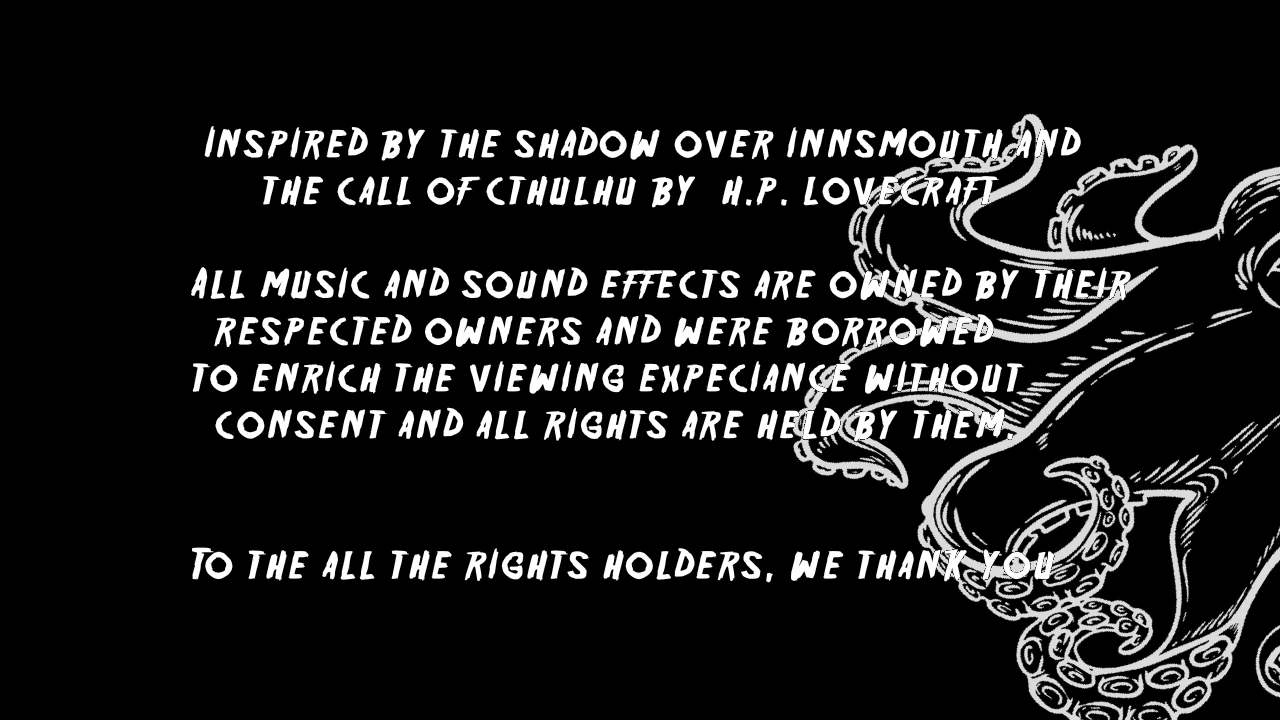 INSPIRED BY THE SHADOW OVER INNSMOUTH AND
THE CALL OF CTHULHU BY H.P. LOVECRAFT
ALL MUSIC AND SOUND EFFECTS ARE OWNED BY THEIR
RESPECTED OWNERS AND WERE BORROWED
TO ENRICH THE VIEWING EXPECIANCE WITHOUT
CONSENT AND ALL RIGHTS ARE HELD BY THEM.
TO THE ALL THE RIGHTS HOLDERS, WE THANK YOU